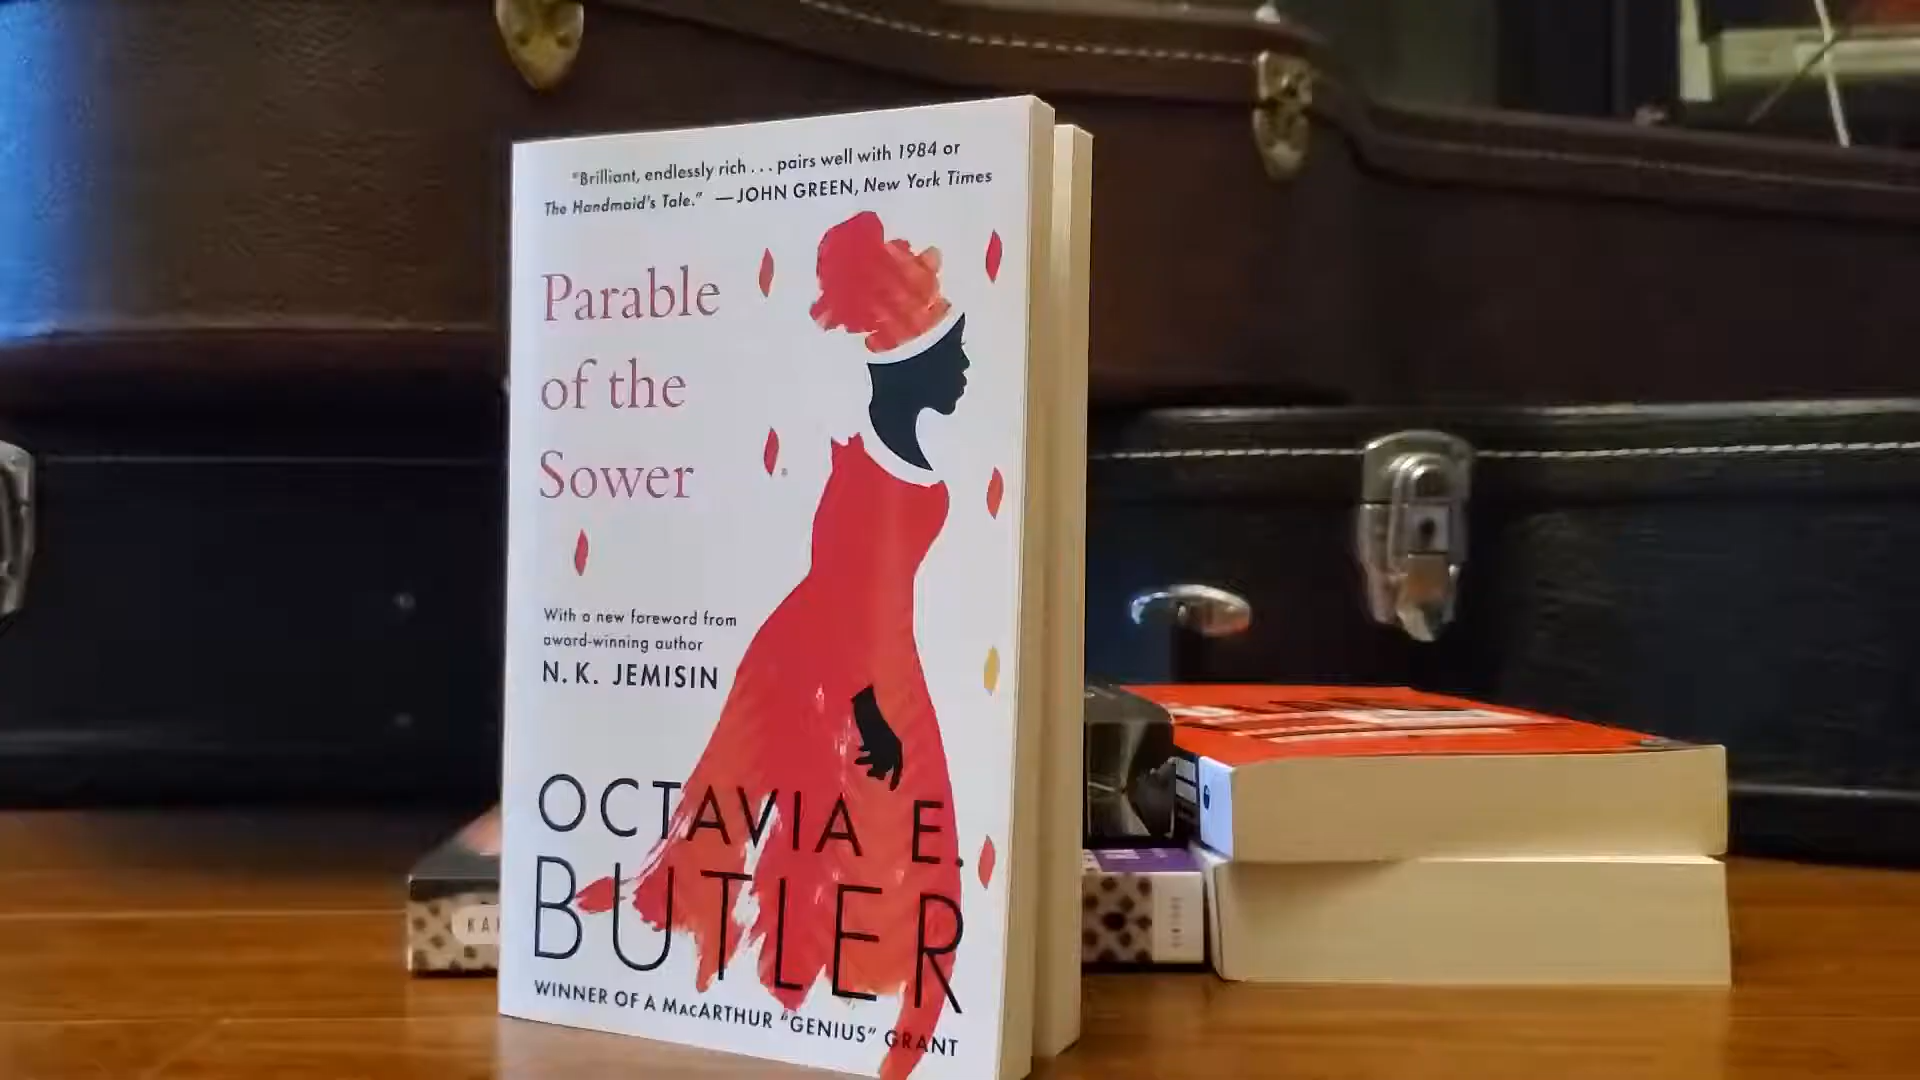 "Brilliant, endlessly rich . . . pairs well with 1984 or
The Handmaid's Tale." —JOHN GREEN, New York Times
Parable
of the
Sower
With a new foreword from
award-winning author
N. K. JEMISIN
OCTAVIA E.
BUTLER
WINNER OF A MacARTHUR "GENIUS" GRANT